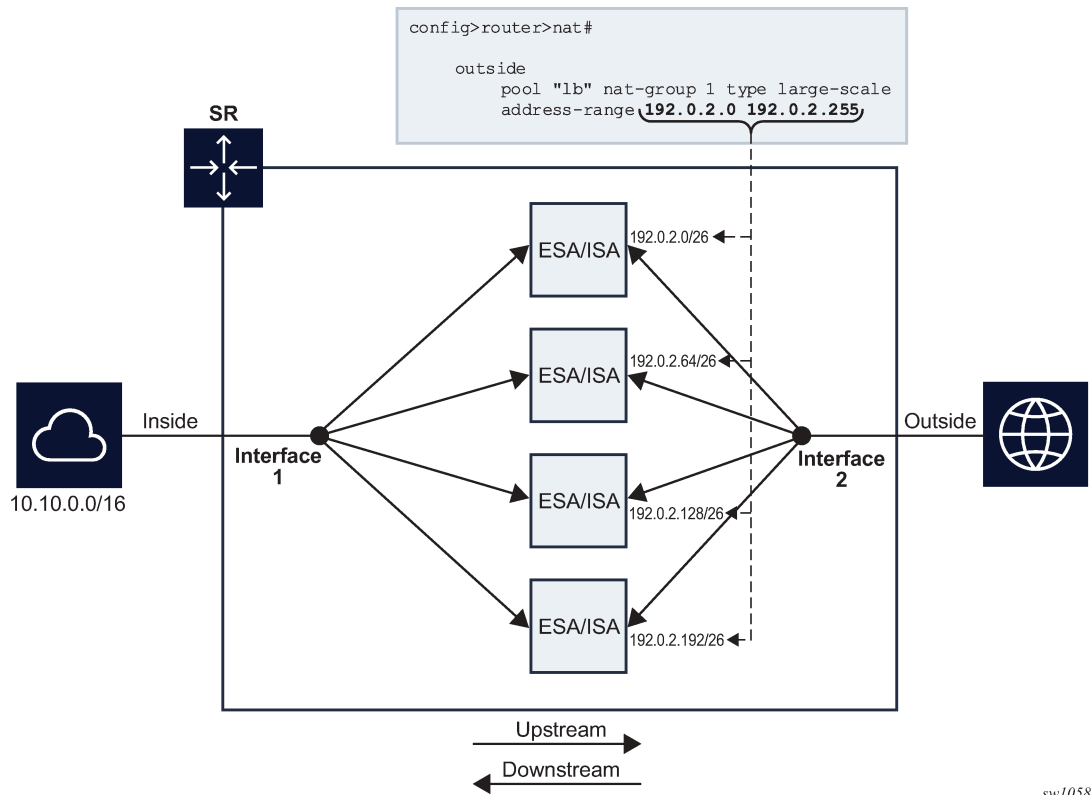 config>router>nat#
outside
pool "lb" nat-group 1 type large-scale
address-range 192.0.2.0 192.0.2.255
SR
ESA/ISA
192.0.2.0/26
ESA/ISA
192.0.2.64/26
Inside
Outside
Interface
1
Interface
2
10.10.0.0/16
ESA/ISA
192.0.2.128/26
ESA/ISA
192.0.2.192/26
Upstream
Downstream
sw1058